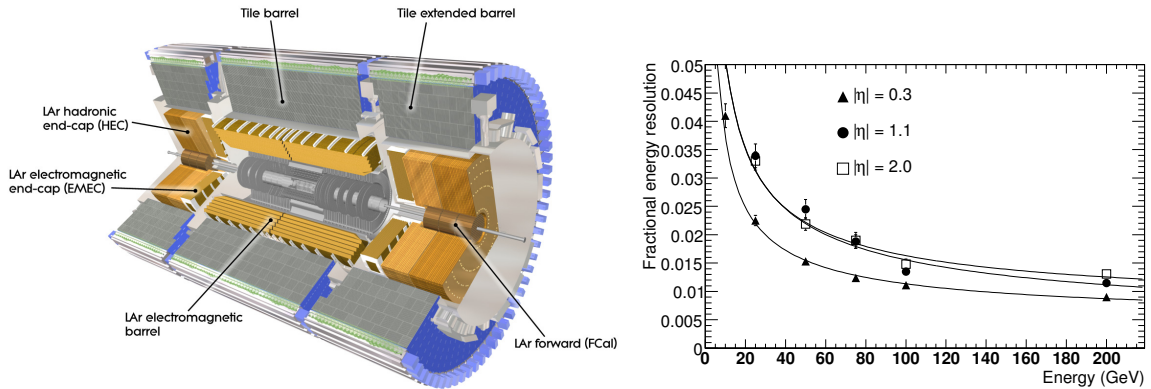 Tile barrel
Tile extended barrel
LAr hadronic
end-cap (HEC)
LAr electromagnetic
end-cap (EMEC)
LAr electromagnetic
barrel
LAr forward (FCal)
Fractional energy resolution
0.05
0.045
0.04
0.035
0.03
0.025
0.02
0.015
0.01
0.005
0
|η| = 0.3
|η| = 1.1
|η| = 2.0
0 20 40 60 80 100 120 140 160 180 200
Energy (GeV)